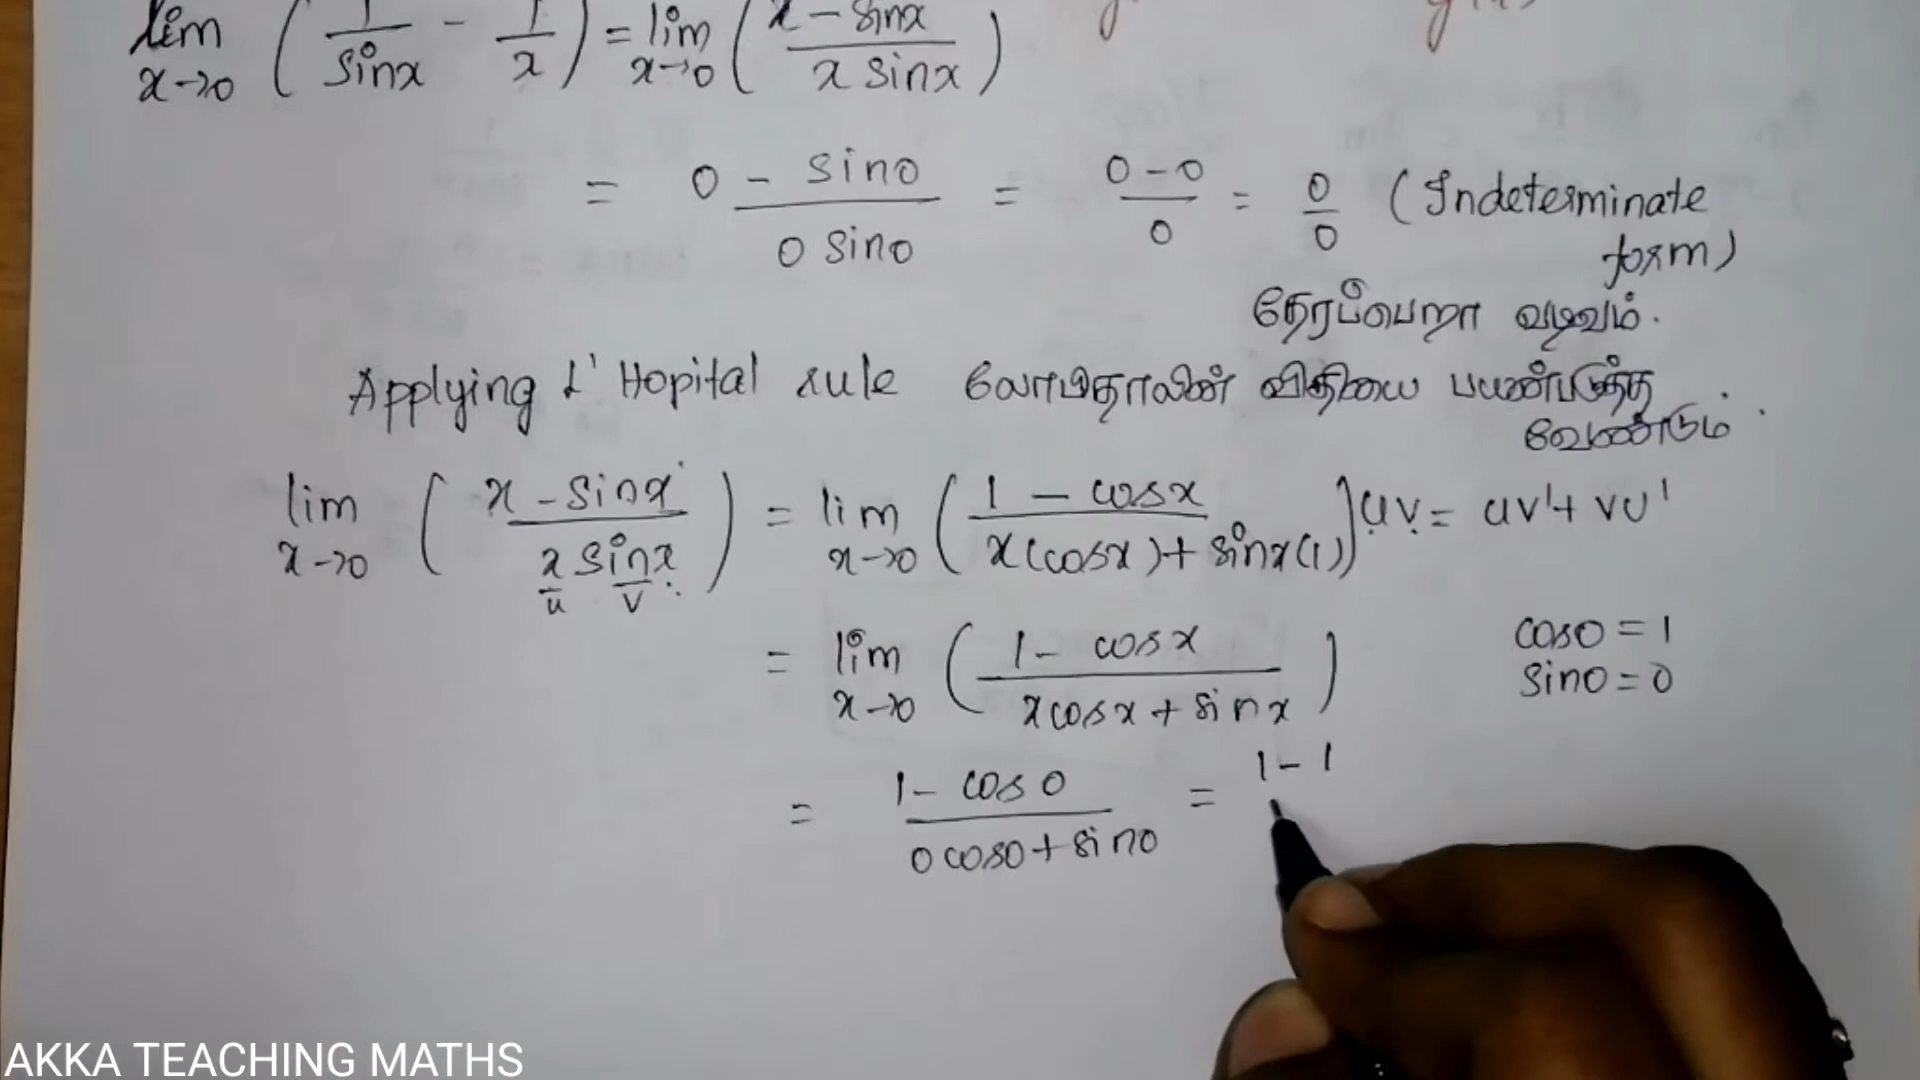 lim x→0 ( 1/sinx - 1/x ) = lim x→0 ( x - sinx / x sinx )
= 0 - sin0 / 0 sin0 = 0-0 / 0 = 0/0 (Indeterminate form)
தேரப்பெறா வடிவம்.
Applying L' Hopital rule லோபிதாலின் விதியை பயன்படுத்த வேண்டும்.
lim x→0 ( x - sinx / x sinx ) = lim x→0 ( 1 - cosx / x(cosx) + sinx(1) ) uv = uv' + vu'
u v
= lim x→0 ( 1 - cosx / xcosx + sinx ) cos0 = 1
sin0 = 0
= 1 - cos0 / 0 cos0 + sin0 = 1 - 1
AKKA TEACHING MATHS